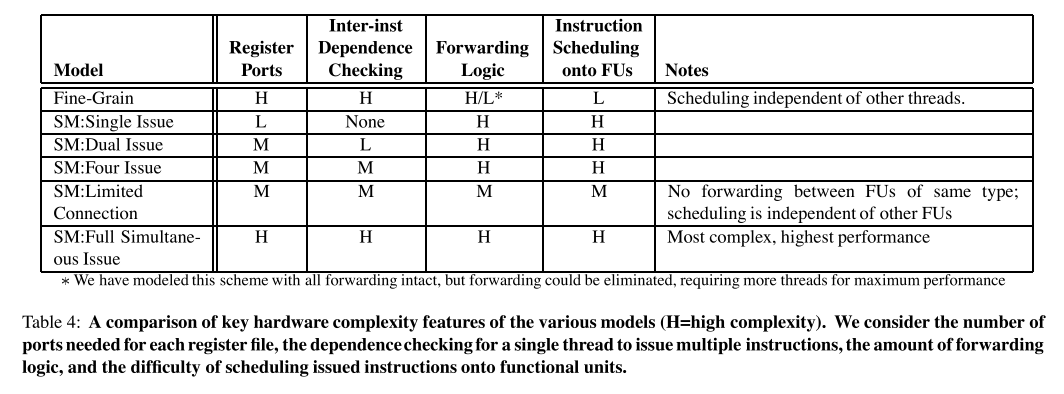 Model | Register Ports | Inter-inst Dependence Checking | Forwarding Logic | Instruction Scheduling onto FUs | Notes
Fine-Grain | H | H | H/L* | L | Scheduling independent of other threads.
SM:Single Issue | L | None | H | H |
SM:Dual Issue | M | L | H | H |
SM:Four Issue | M | M | H | H |
SM:Limited Connection | M | M | M | M | No forwarding between FUs of same type; scheduling is independent of other FUs
SM:Full Simultane-ous Issue | H | H | H | H | Most complex, highest performance
* We have modeled this scheme with all forwarding intact, but forwarding could be eliminated, requiring more threads for maximum performance
Table 4: A comparison of key hardware complexity features of the various models (H=high complexity). We consider the number of
ports needed for each register file, the dependence checking for a single thread to issue multiple instructions, the amount of forwarding
logic, and the difficulty of scheduling issued instructions onto functional units.